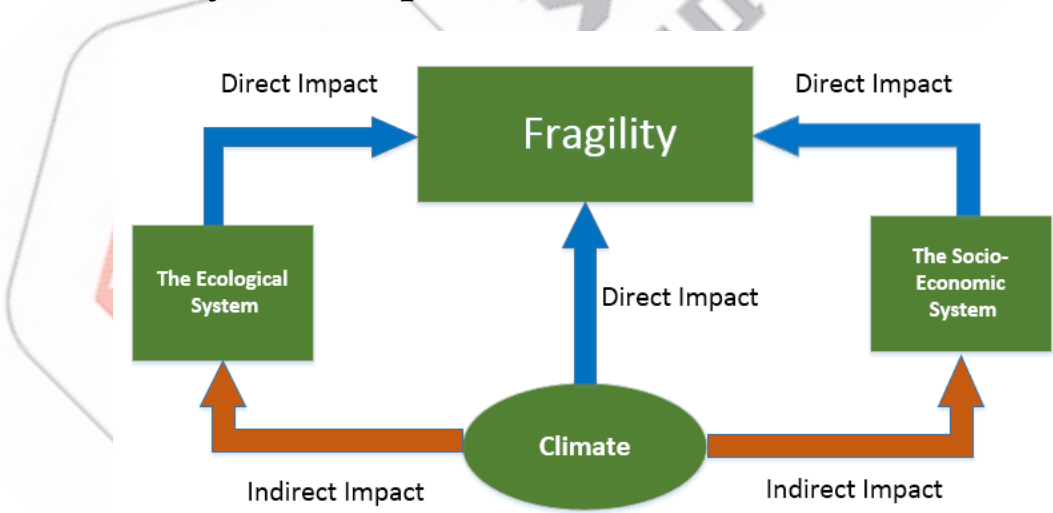 Direct Impact
Direct Impact
Fragility
The Ecological
System
The Socio-
Economic
System
Direct Impact
Climate
Indirect Impact
Indirect Impact